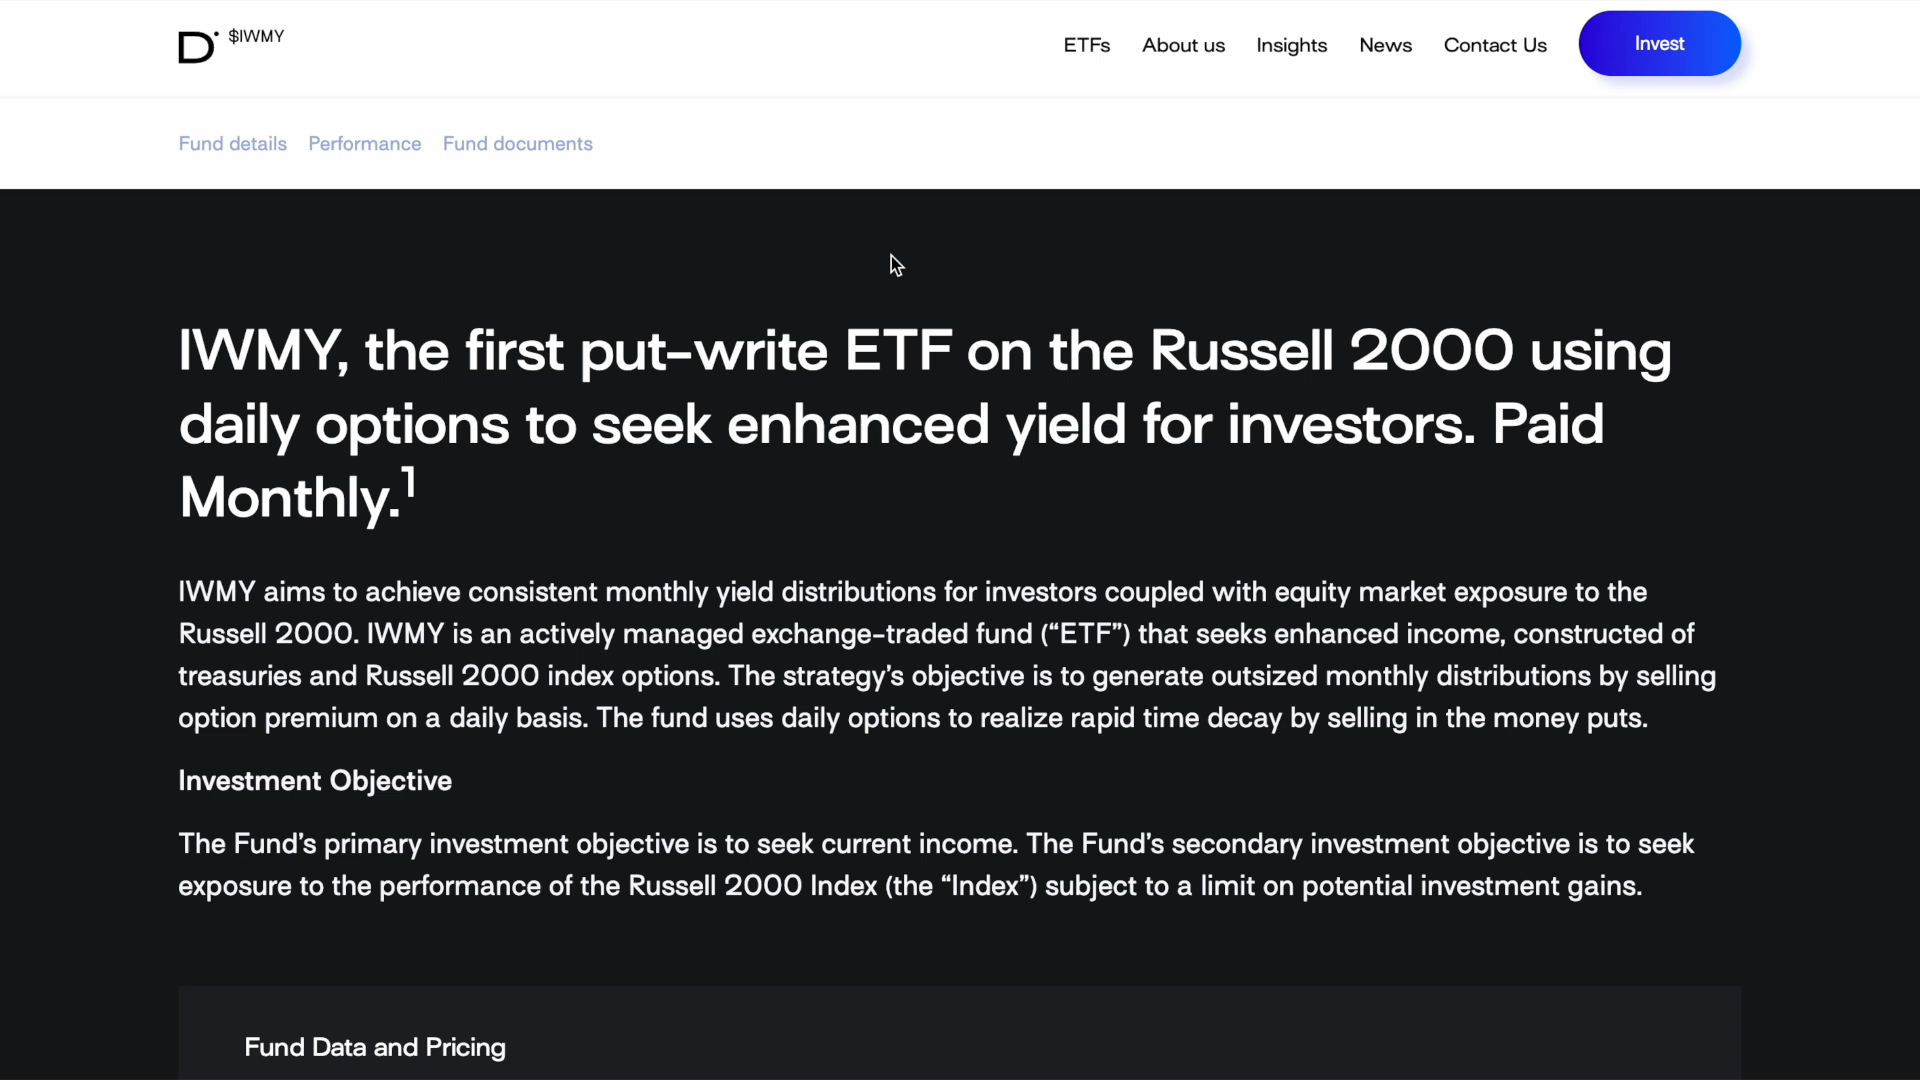 D $IWMY
ETFs About us Insights News Contact Us Invest
Fund details Performance Fund documents
IWMY, the first put-write ETF on the Russell 2000 using
daily options to seek enhanced yield for investors. Paid
Monthly.1
IWMY aims to achieve consistent monthly yield distributions for investors coupled with equity market exposure to the
Russell 2000. IWMY is an actively managed exchange-traded fund (“ETF”) that seeks enhanced income, constructed of
treasuries and Russell 2000 index options. The strategy’s objective is to generate outsized monthly distributions by selling
option premium on a daily basis. The fund uses daily options to realize rapid time decay by selling in the money puts.
Investment Objective
The Fund’s primary investment objective is to seek current income. The Fund’s secondary investment objective is to seek
exposure to the performance of the Russell 2000 Index (the “Index”) subject to a limit on potential investment gains.
Fund Data and Pricing